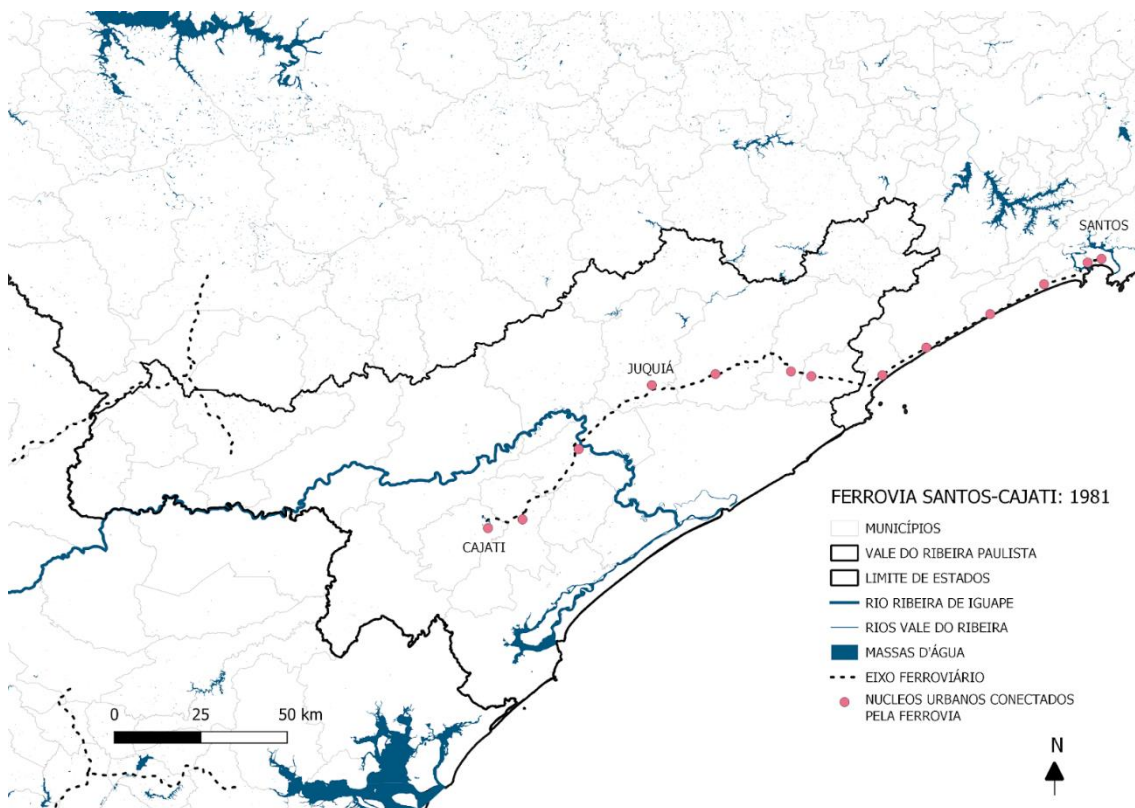 SANTOS
JUQUIÁ
CAJATI
FERROVIA SANTOS-CAJATI: 1981
MUNICÍPIOS
VALE DO RIBEIRA PAULISTA
LIMITE DE ESTADOS
RIO RIBEIRA DE IGUAPE
RIOS VALE DO RIBEIRA
MASSAS D'ÁGUA
EIXO FERROVIÁRIO
NUCLEOS URBANOS CONECTADOS
PELA FERROVIA
0 25 50 km
N